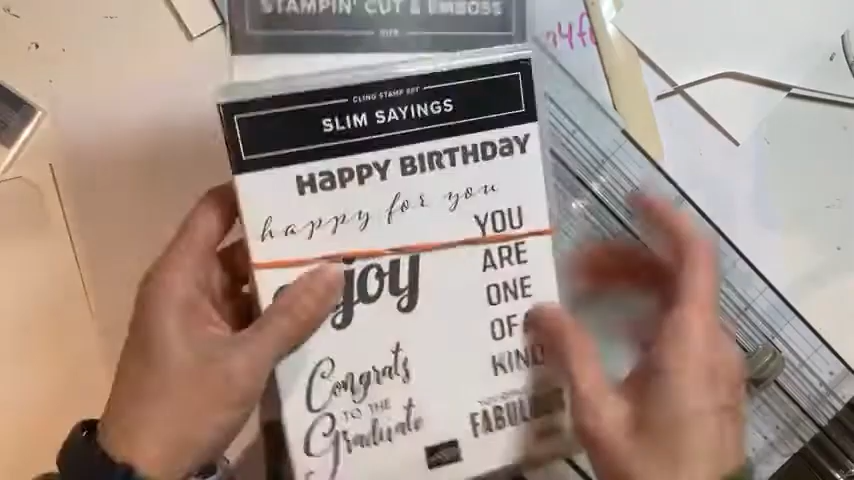 STAMPIN' CUT & EMBOSS
CLING STAMP SET
SLIM SAYINGS
HAPPY BIRTHDAY
happy for you
YOU
ARE
ONE
OF
KIND
Congrats
TO THE
Graduate
FABULOUS